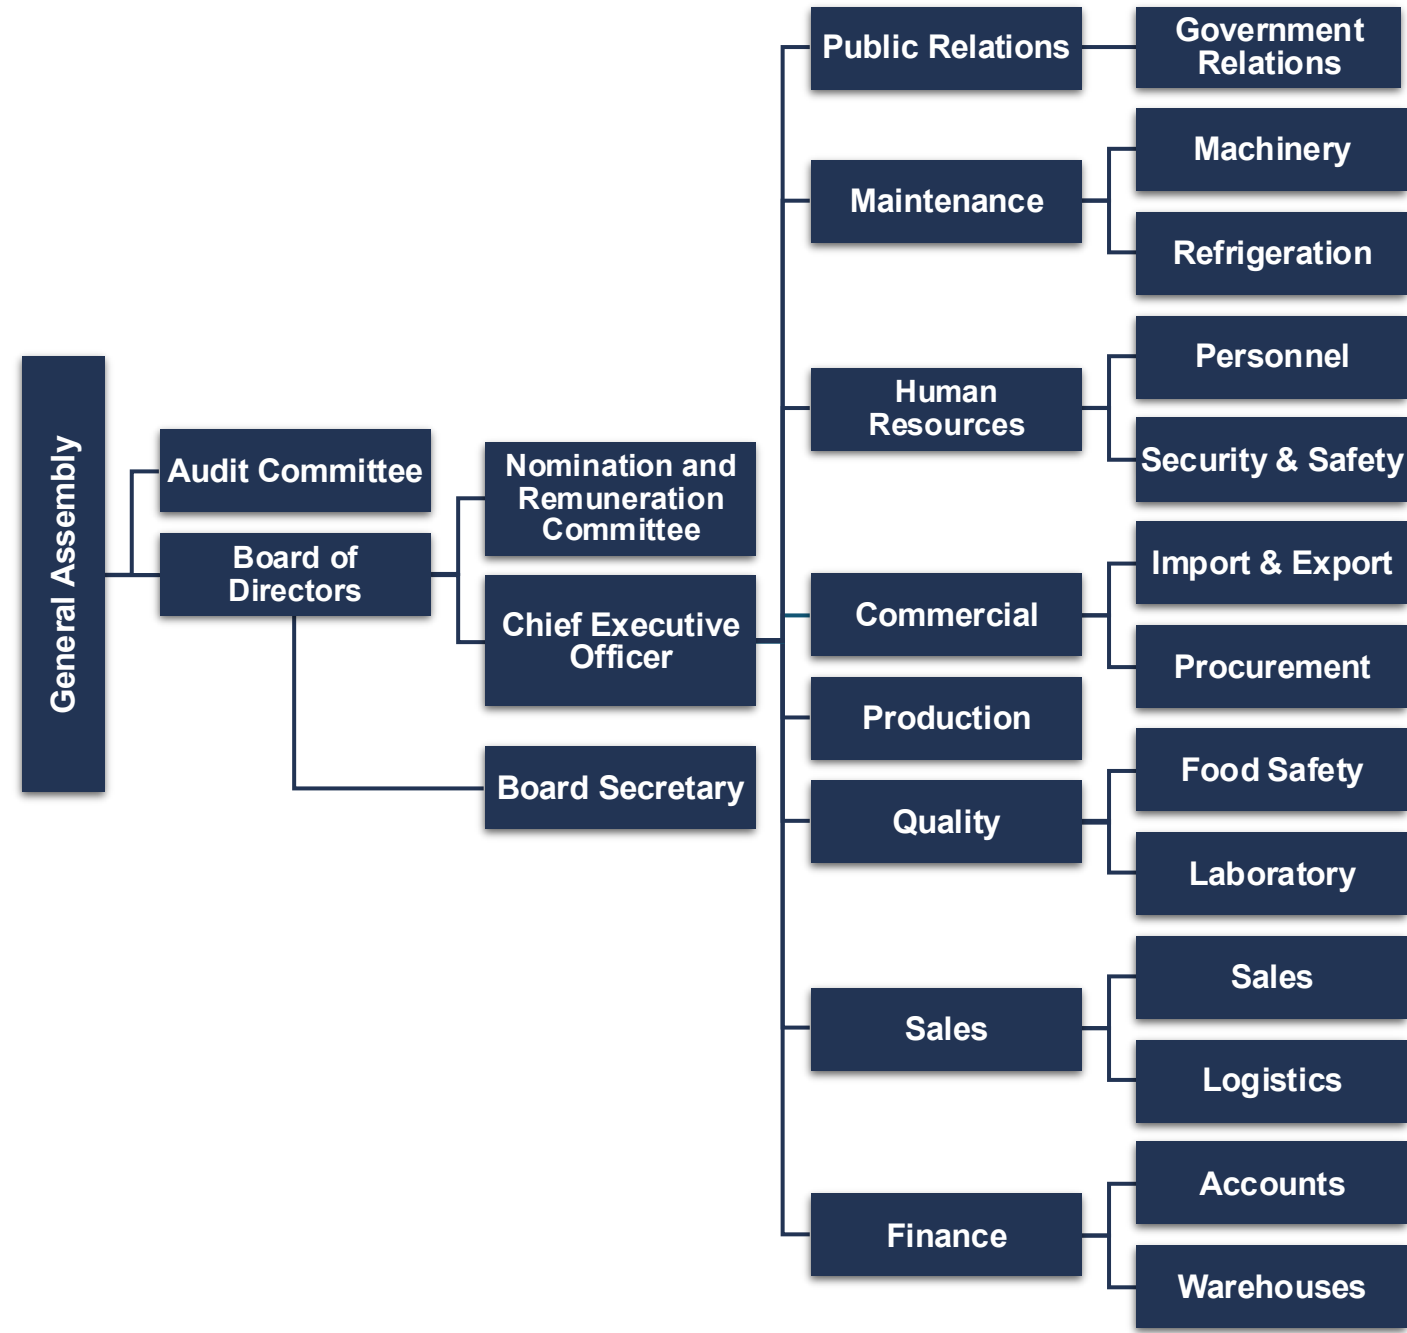 General Assembly
Audit Committee
Board of
Directors
Nomination and
Remuneration
Committee
Chief Executive
Officer
Board Secretary
Public Relations
Government
Relations
Maintenance
Machinery
Refrigeration
Human
Resources
Personnel
Security & Safety
Commercial
Import & Export
Procurement
Production
Quality
Food Safety
Laboratory
Sales
Sales
Logistics
Finance
Accounts
Warehouses